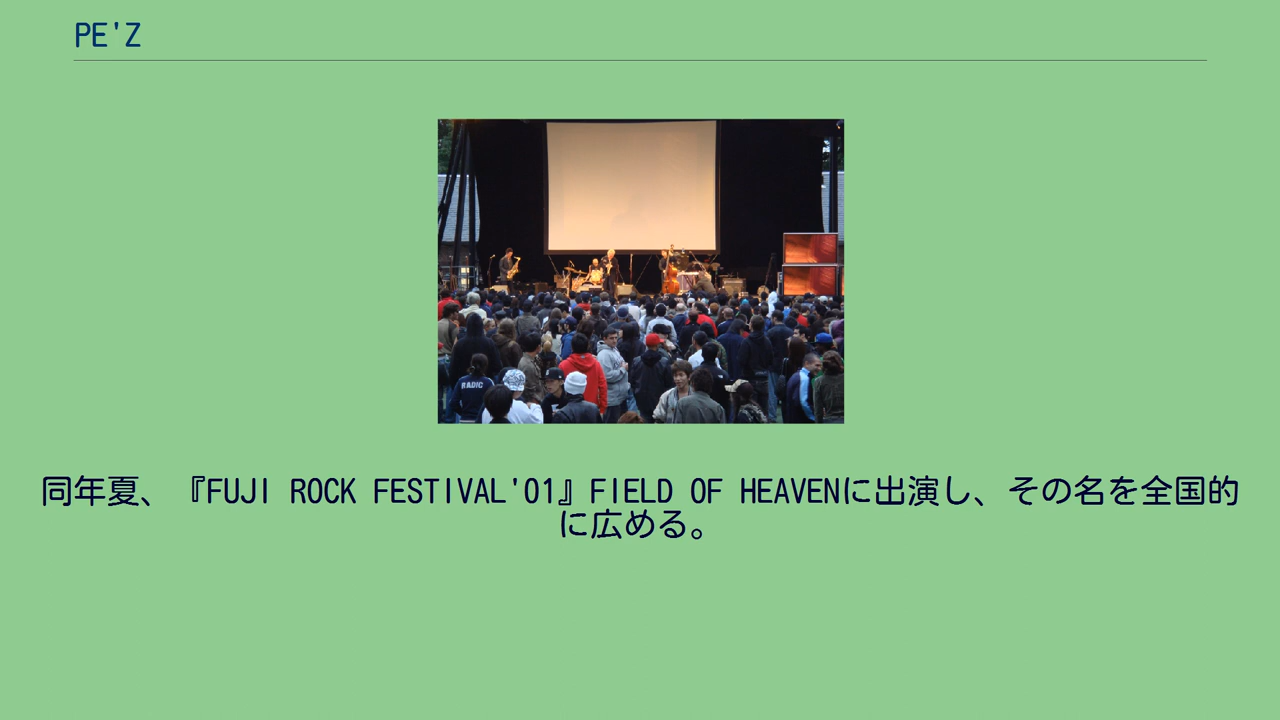 PE'Z
RADIC
同年夏、『FUJI ROCK FESTIVAL'01』FIELD OF HEAVENに出演し、その名を全国的
に広める。